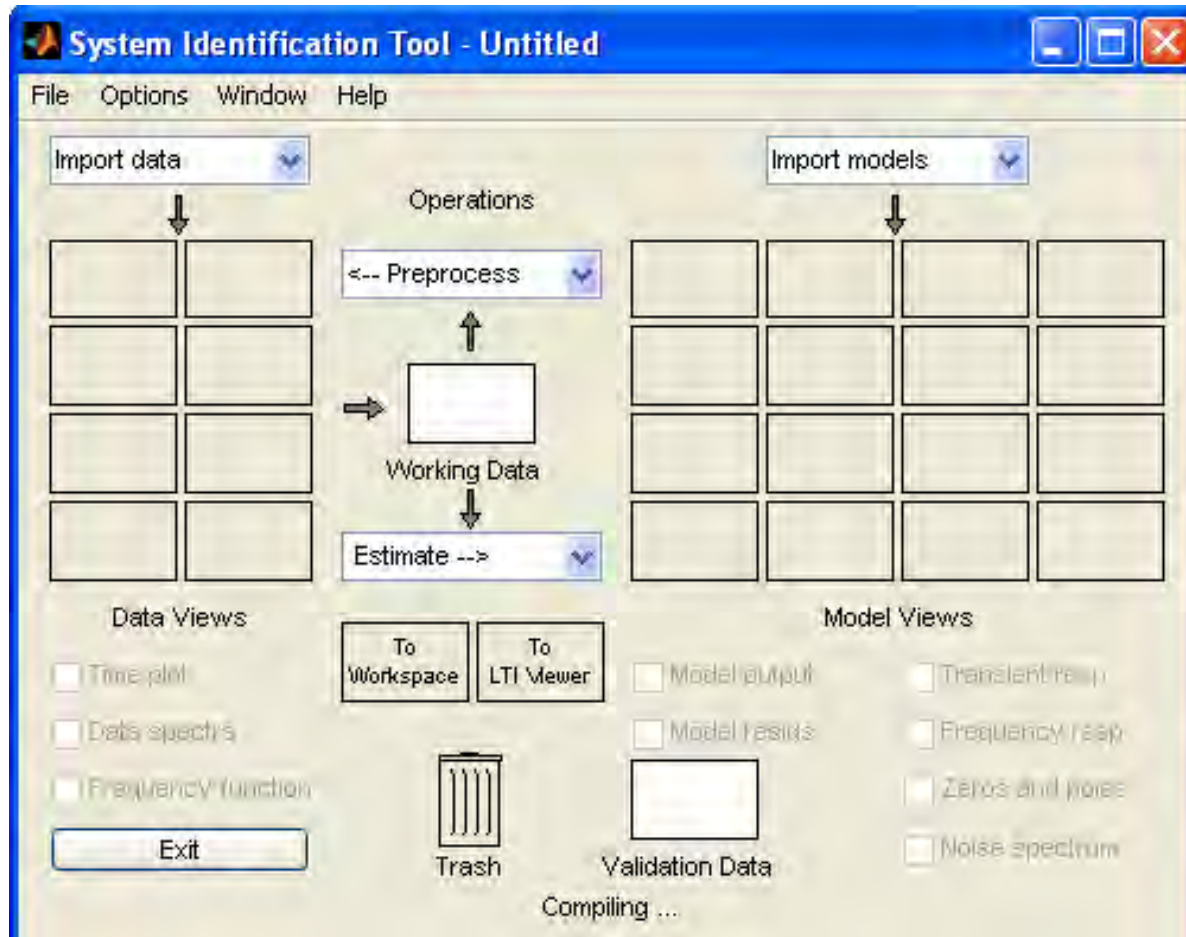 System Identification Tool - Untitled
File Options Window Help
Import data
Import models
Operations
<-- Preprocess
Working Data
Estimate -->
Data Views
Model Views
To Workspace
To LTI Viewer
Time plot
Data spectra
Frequency function
Model output
Model resids
Transient resp
Frequency resp
Zeros and poles
Noise spectrum
Exit
Trash
Validation Data
Compiling ...